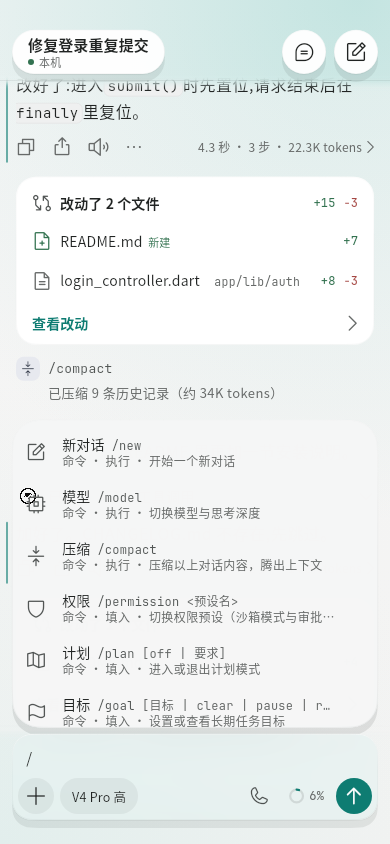 修复登录重复提交
本机
改好了:进入 submit() 时先置位,请求结束后在
finally 里复位。
4.3 秒 · 3 步 · 22.3K tokens
改动了 2 个文件 +15 -3
README.md 新建 +7
login_controller.dart app/lib/auth +8 -3
查看改动
/compact
已压缩 9 条历史记录（约 34K tokens）
新对话 /new
命令 · 执行 · 开始一个新对话
模型 /model
命令 · 执行 · 切换模型与思考深度
压缩 /compact
命令 · 执行 · 压缩以上对话内容，腾出上下文
权限 /permission <预设名>
命令 · 填入 · 切换权限预设（沙箱模式与审批…
计划 /plan [off | 要求]
命令 · 填入 · 进入或退出计划模式
目标 /goal [目标 | clear | pause | r…
命令 · 填入 · 设置或查看长期任务目标
/
V4 Pro 高 6%